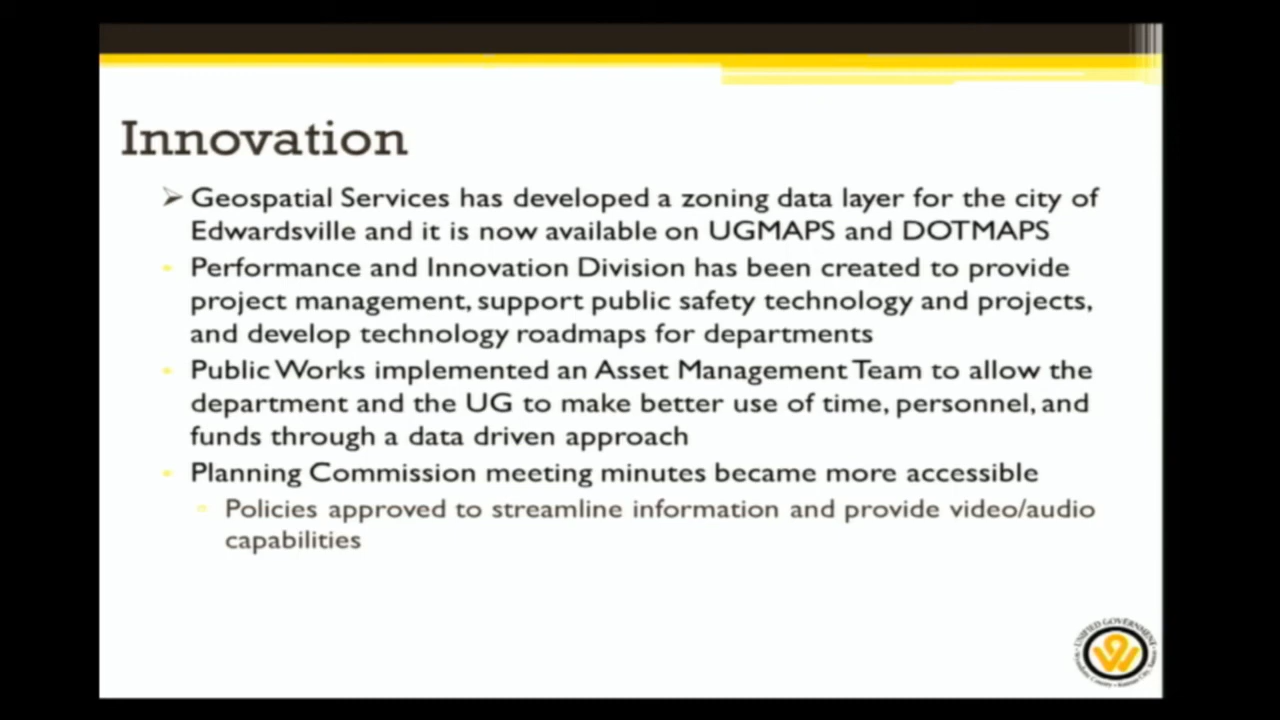 Innovation
Geospatial Services has developed a zoning data layer for the city of
Edwardsville and it is now available on UGMAPS and DOTMAPS
Performance and Innovation Division has been created to provide
project management, support public safety technology and projects,
and develop technology roadmaps for departments
Public Works implemented an Asset Management Team to allow the
department and the UG to make better use of time, personnel, and
funds through a data driven approach
Planning Commission meeting minutes became more accessible
Policies approved to streamline information and provide video/audio
capabilities
UNIFIED GOVERNMENT